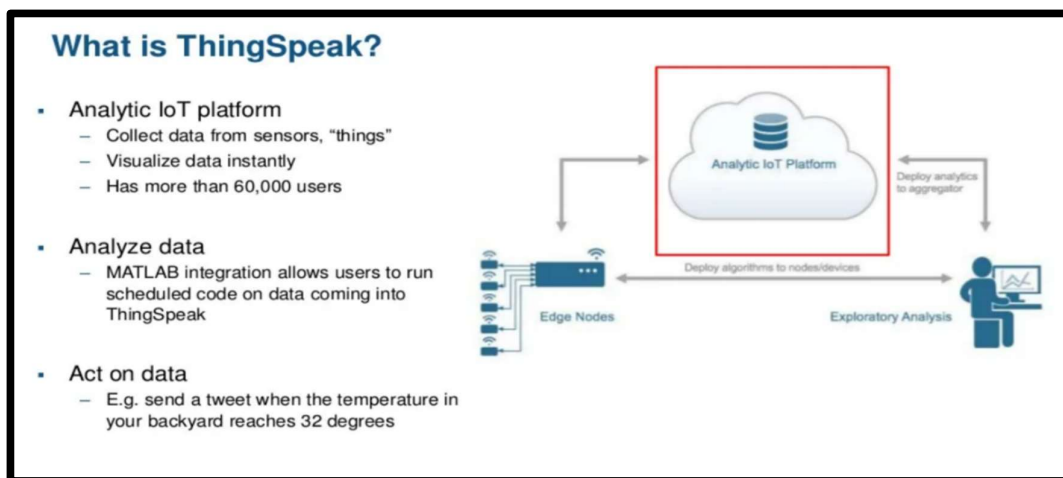 What is ThingSpeak?
▪ Analytic IoT platform
– Collect data from sensors, “things”
– Visualize data instantly
– Has more than 60,000 users
▪ Analyze data
– MATLAB integration allows users to run
scheduled code on data coming into
ThingSpeak
▪ Act on data
– E.g. send a tweet when the temperature in
your backyard reaches 32 degrees
Analytic IoT Platform
Deploy analytics
to aggregator
Deploy algorithms to nodes/devices
Edge Nodes
Exploratory Analysis